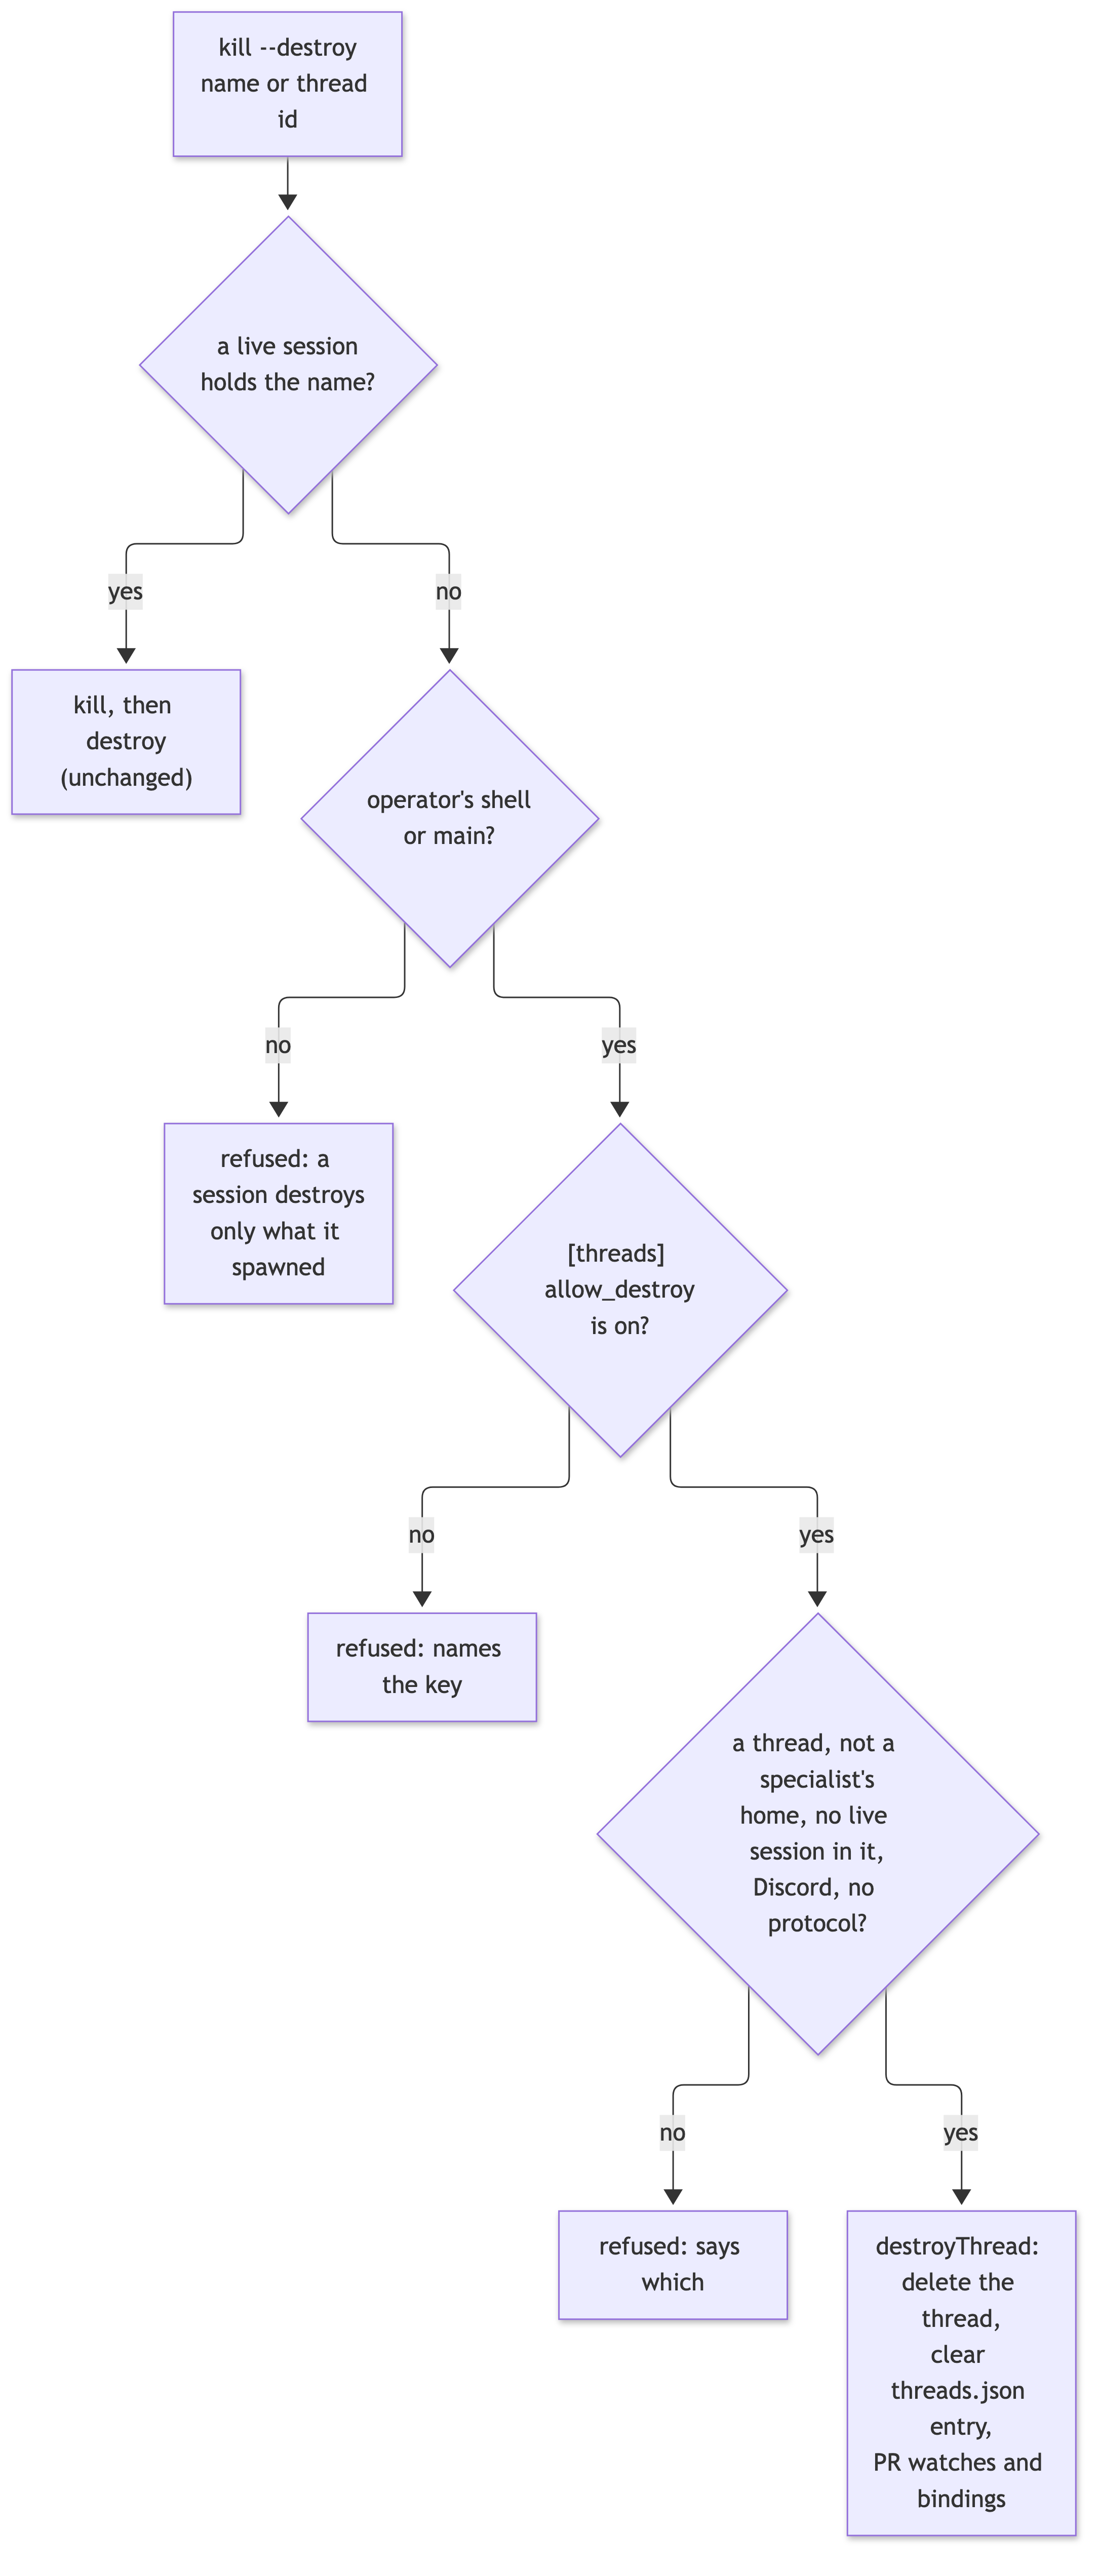 kill --destroy
name or thread
id
a live session
holds the name?
yes
no
kill, then
destroy
(unchanged)
operator's shell
or main?
no
yes
refused: a
session destroys
only what it
spawned
[threads]
allow_destroy
is on?
no
yes
refused: names
the key
a thread, not a
specialist's
home, no live
session in it,
Discord, no
protocol?
no
yes
refused: says
which
destroyThread:
delete the
thread,
clear
threads.json
entry,
PR watches and
bindings